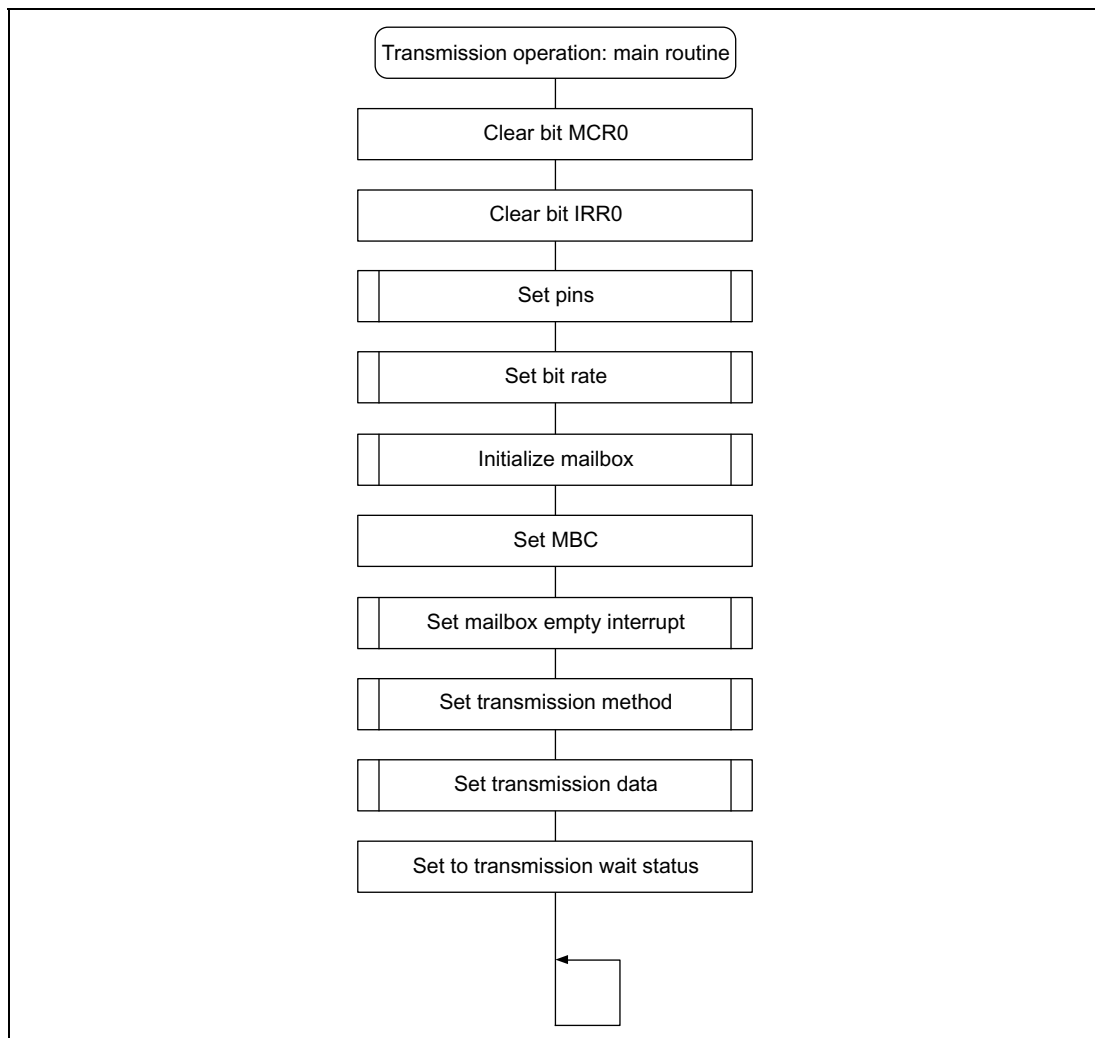 Transmission operation: main routine
Clear bit MCR0
Clear bit IRR0
Set pins
Set bit rate
Initialize mailbox
Set MBC
Set mailbox empty interrupt
Set transmission method
Set transmission data
Set to transmission wait status